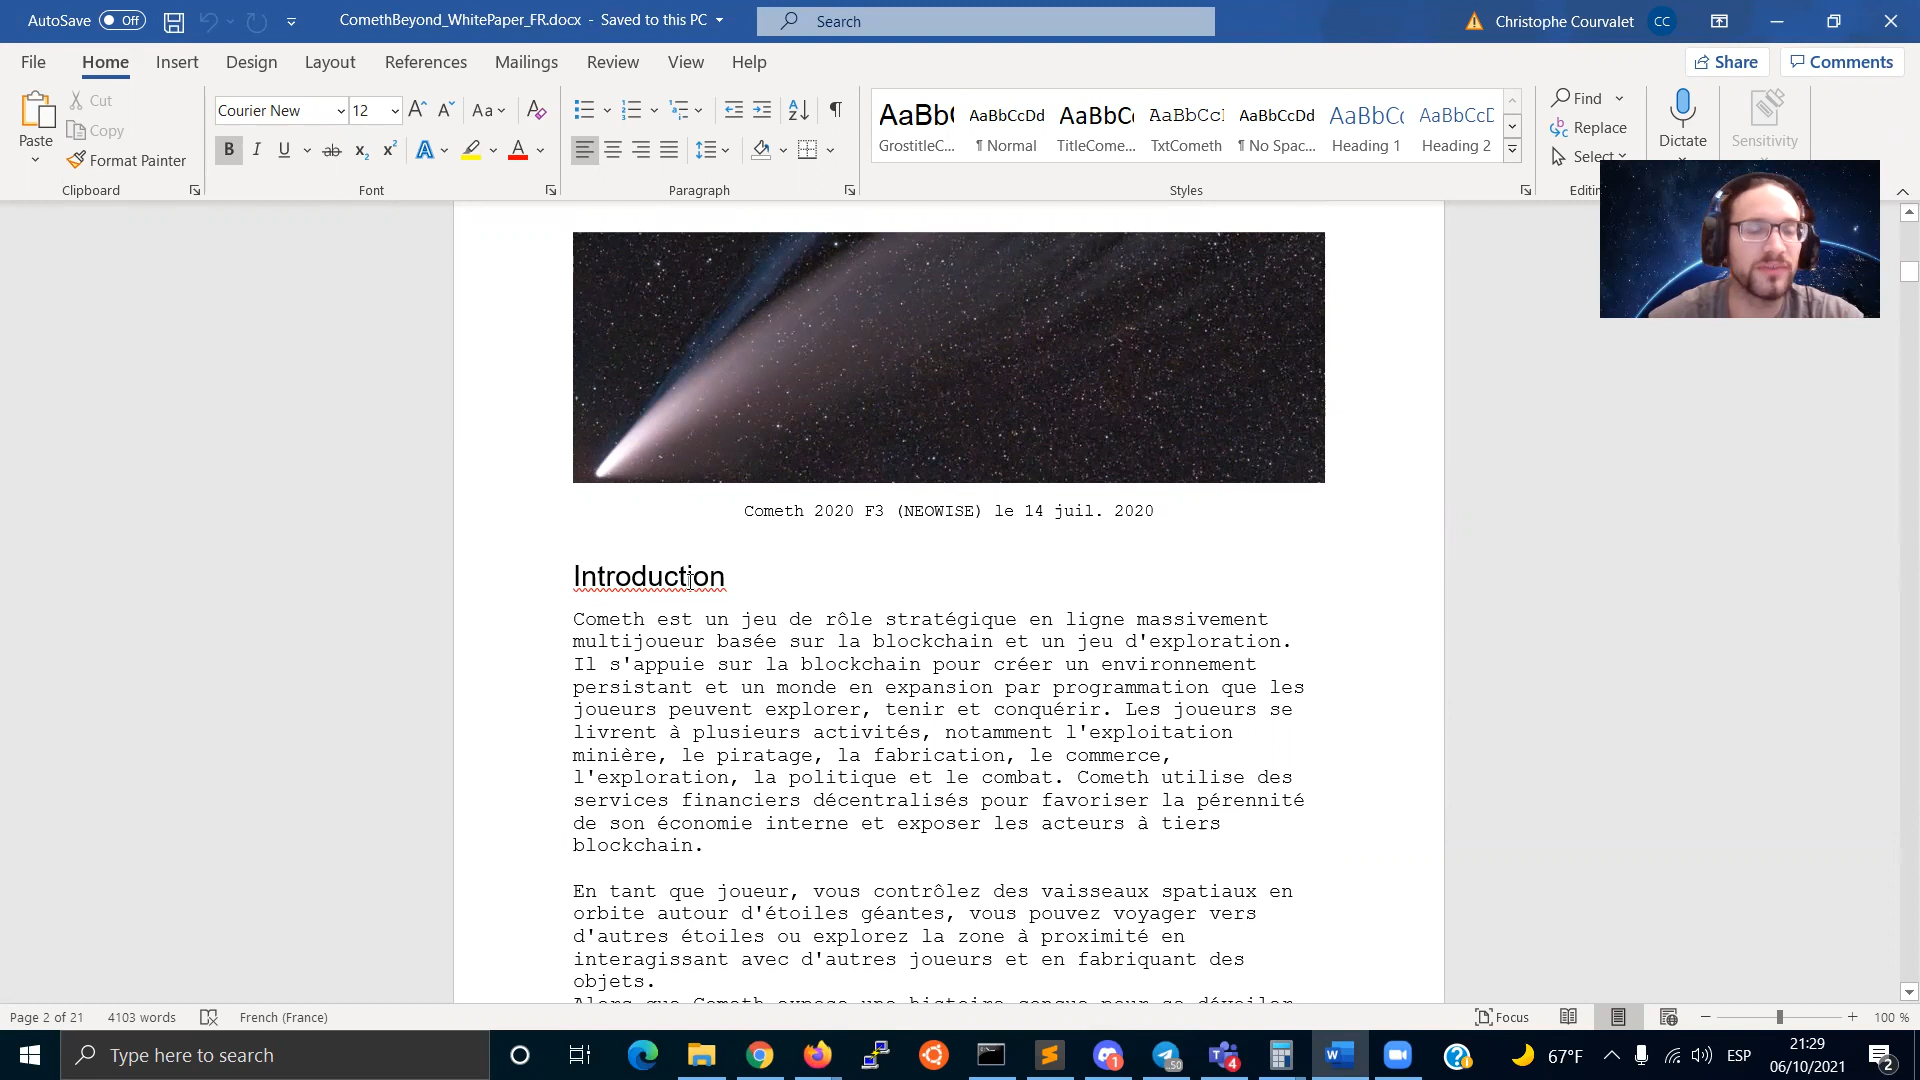 AutoSave Off ComethBeyond_WhitePaper_FR.docx - Saved to this PC Search Christophe Courvalet CC
File Home Insert Design Layout References Mailings Review View Help Share Comments
Paste Cut Copy Format Painter
Clipboard
Courier New 12 Aa
B I U ab x₂ x² A A
Font
Paragraph
AaBb( AaBbCcDd AaBbC( AaBbCcI AaBbCcDd AaBbCc AaBbCcD
GrostitleC... ¶ Normal TitleCome... TxtCometh ¶ No Spac... Heading 1 Heading 2
Styles
Find
Replace
Select
Dictate Sensitivity
Cometh 2020 F3 (NEOWISE) le 14 juil. 2020
Introduction
Cometh est un jeu de rôle stratégique en ligne massivement
multijoueur basée sur la blockchain et un jeu d'exploration.
Il s'appuie sur la blockchain pour créer un environnement
persistant et un monde en expansion par programmation que les
joueurs peuvent explorer, tenir et conquérir. Les joueurs se
livrent à plusieurs activités, notamment l'exploitation
minière, le piratage, la fabrication, le commerce,
l'exploration, la politique et le combat. Cometh utilise des
services financiers décentralisés pour favoriser la pérennité
de son économie interne et exposer les acteurs à tiers
blockchain.
En tant que joueur, vous contrôlez des vaisseaux spatiaux en
orbite autour d'étoiles géantes, vous pouvez voyager vers
d'autres étoiles ou explorez la zone à proximité en
interagissant avec d'autres joueurs et en fabriquant des
objets.
Page 2 of 21 4103 words French (France) Focus 100 %
Type here to search 67°F ESP 21:29
06/10/2021 2